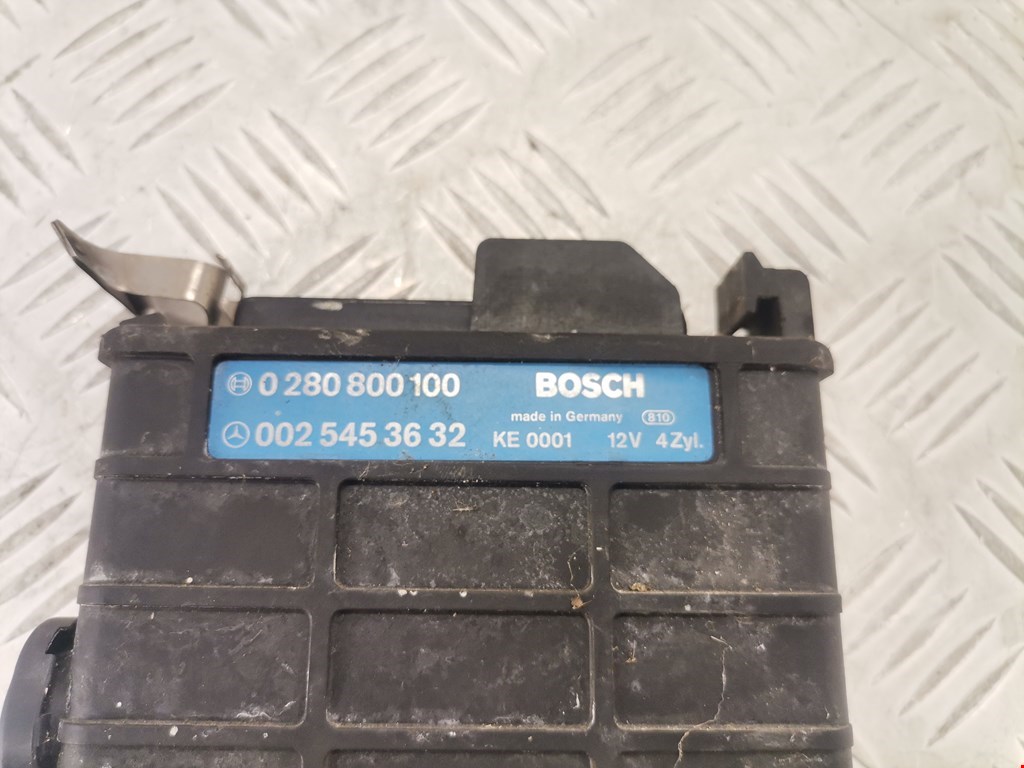 0 280 800 100 BOSCH
made in Germany 810
002 545 36 32 KE 0001 12V 4Zyl.